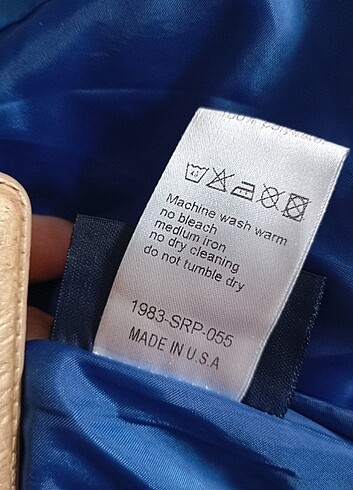 Machine wash warm
no bleach
medium iron
no dry cleaning
do not tumble dry
1983-SRP-055
MADE IN U.S.A